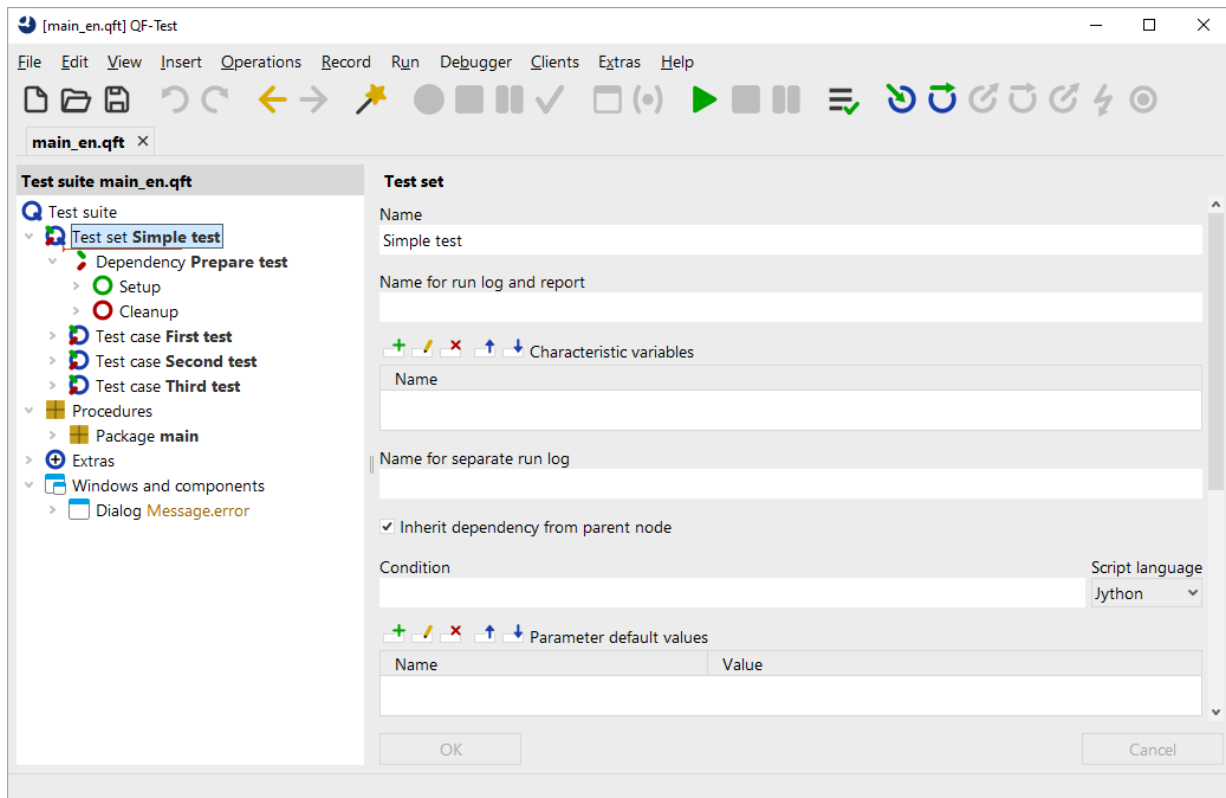 [main_en.qft] QF-Test
File Edit View Insert Operations Record Run Debugger Clients Extras Help
main_en.qft
Test suite main_en.qft
Test suite
Test set Simple test
Dependency Prepare test
Setup
Cleanup
Test case First test
Test case Second test
Test case Third test
Procedures
Package main
Extras
Windows and components
Dialog Message.error
Test set
Name
Simple test
Name for run log and report
Characteristic variables
Name
Name for separate run log
Inherit dependency from parent node
Condition Script language
Jython
Parameter default values
Name Value
OK Cancel